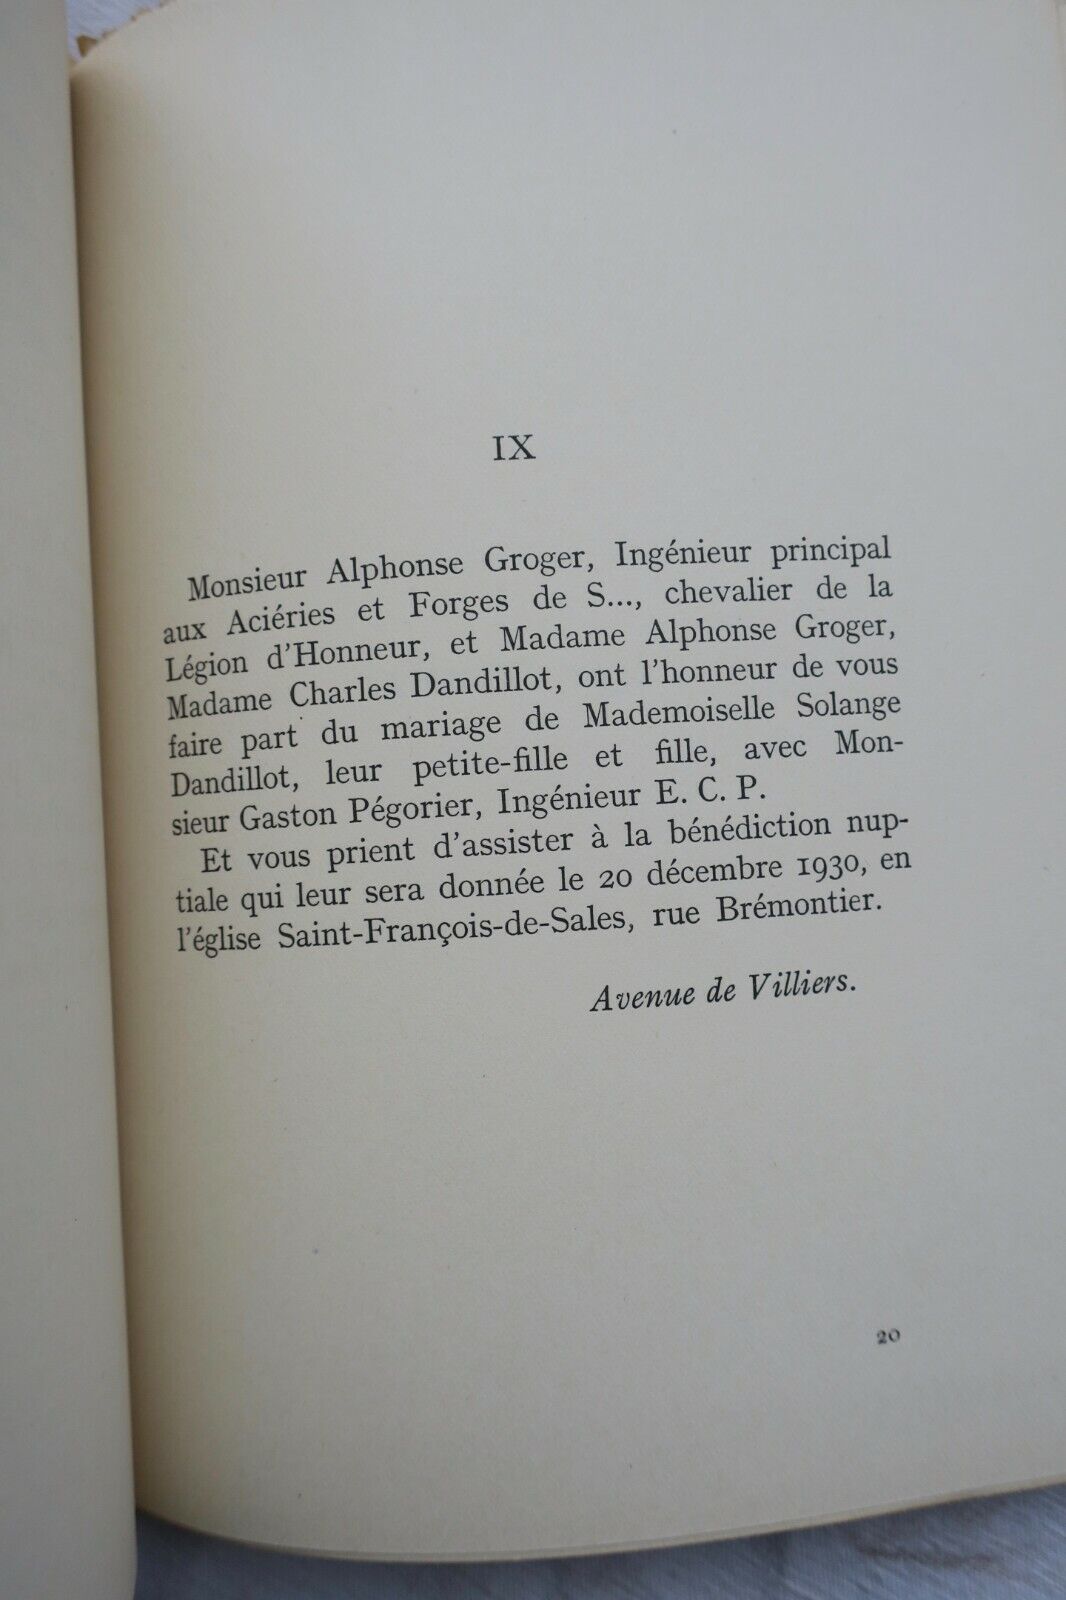 IX
Monsieur Alphonse Groger, Ingénieur principal
aux Aciéries et Forges de S..., chevalier de la
Légion d'Honneur, et Madame Alphonse Groger,
Madame Charles Dandillot, ont l'honneur de vous
faire part du mariage de Mademoiselle Solange
Dandillot, leur petite-fille et fille, avec Mon-
sieur Gaston Pégorier, Ingénieur E. C. P.
Et vous prient d'assister à la bénédiction nup-
tiale qui leur sera donnée le 20 décembre 1930, en
l'église Saint-François-de-Sales, rue Brémontier.
Avenue de Villiers.
20